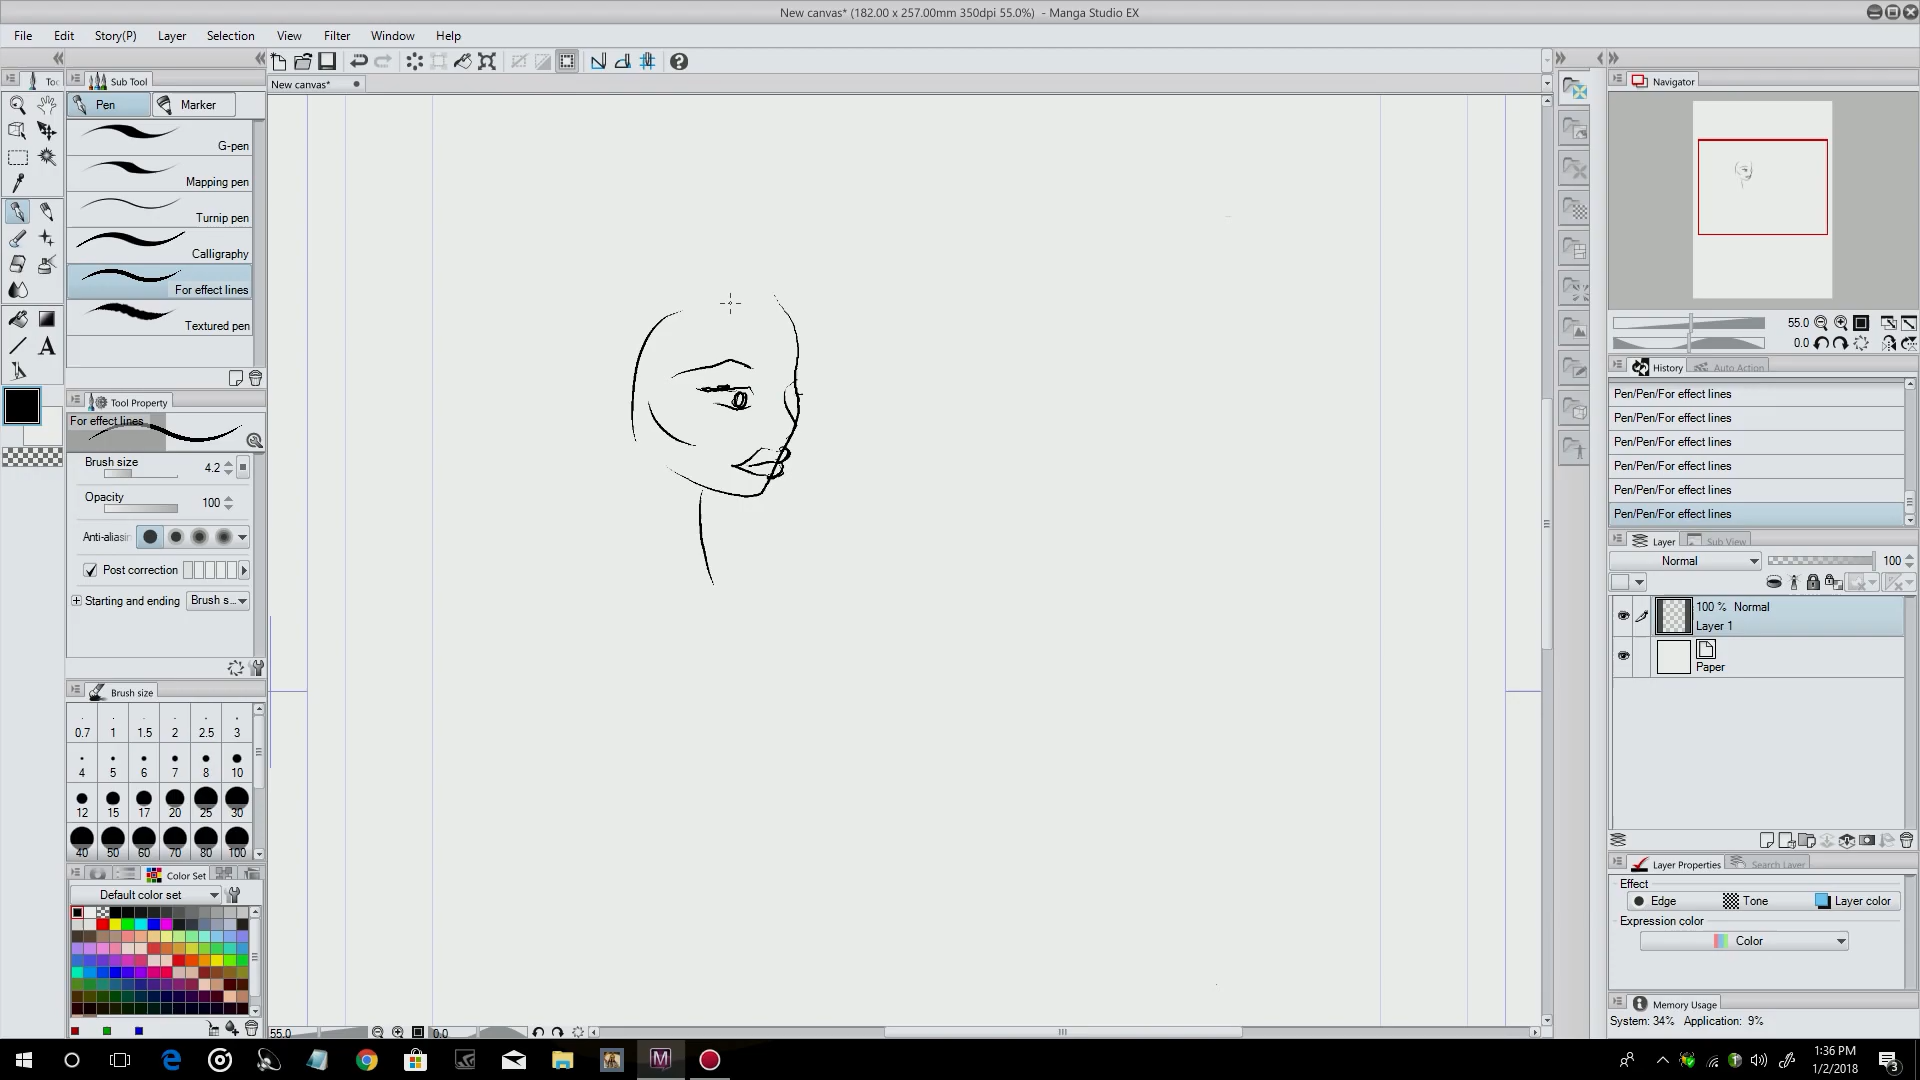 New canvas* (182.00 x 257.00mm 350dpi 55.0%)  - Manga Studio EX
File Edit Story(P) Layer Selection View Filter Window Help
Sub Tool
New canvas*
Pen Marker
G-pen
Mapping pen
Turnip pen
Calligraphy
For effect lines
Textured pen
Tool Property
For effect lines
Brush size 4.2
Opacity 100
Post correction
Starting and ending Brush s...
Brush size
0.7 1 1.5 2 2.5 3
4 5 6 7 8 10
12 15 17 20 25 30
40 50 60 70 80 100
Color Set
Default color set
55.0 0.0
Navigator
55.0
0.0
History Auto Action
Pen/Pen/For effect lines
Pen/Pen/For effect lines
Pen/Pen/For effect lines
Pen/Pen/For effect lines
Pen/Pen/For effect lines
Pen/Pen/For effect lines
Layer Sub View
Normal 100
100 % Normal
Layer 1
Paper
Layer Properties Search Layer
Effect
Edge Tone Layer color
Expression color
Color
Memory Usage
System: 34% Application: 9%
1:36 PM
1/2/2018
3